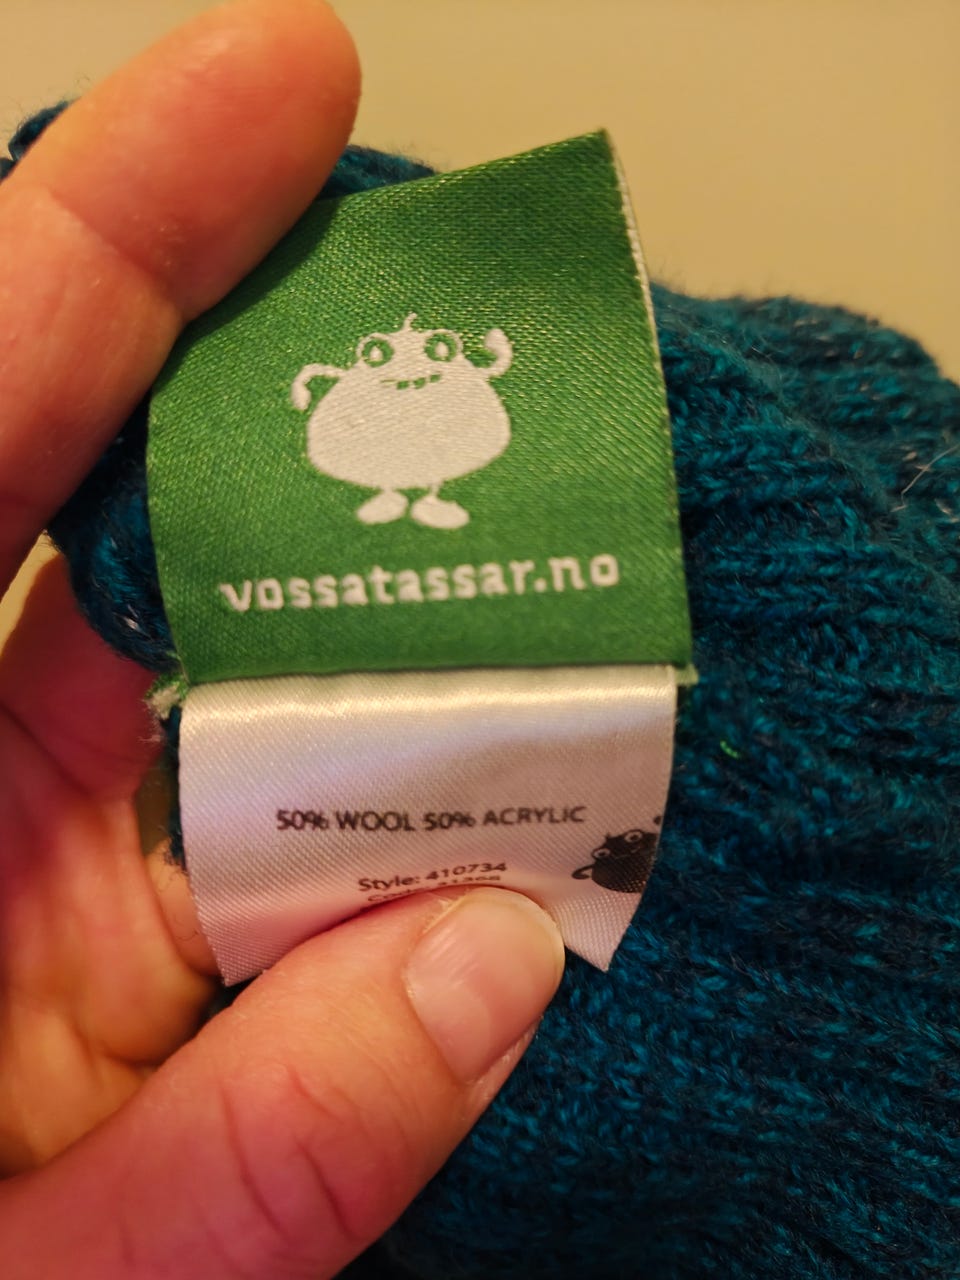 vossatassar.no
50% WOOL 50% ACRYLIC
Style: 410734